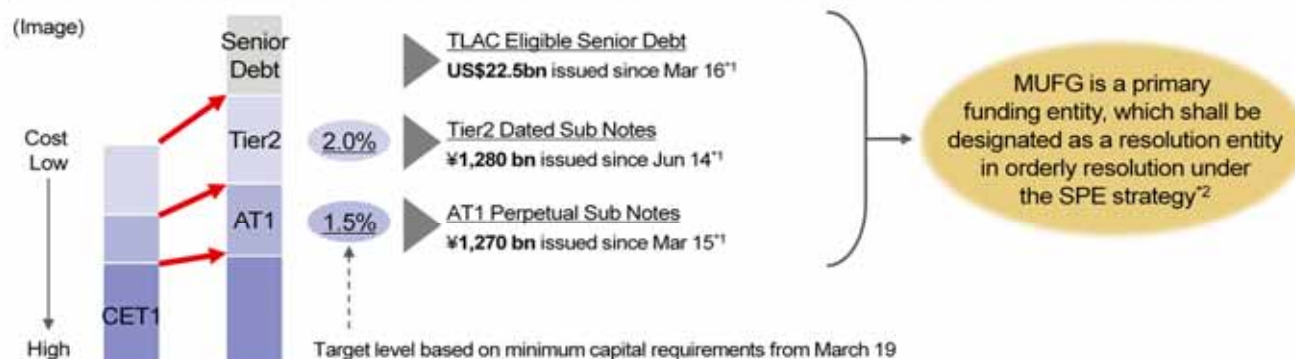 (Image)
Cost
Low
High
CET1
Senior
Debt
Tier2
AT1
2.0%
1.5%
TLAC Eligible Senior Debt
US$22.5bn issued since Mar 16*1
Tier2 Dated Sub Notes
¥1,280 bn issued since Jun 14*1
AT1 Perpetual Sub Notes
¥1,270 bn issued since Mar 15*1
Target level based on minimum capital requirements from March 19
MUFG is a primary
funding entity, which shall be
designated as a resolution entity
in orderly resolution under
the SPE strategy*2